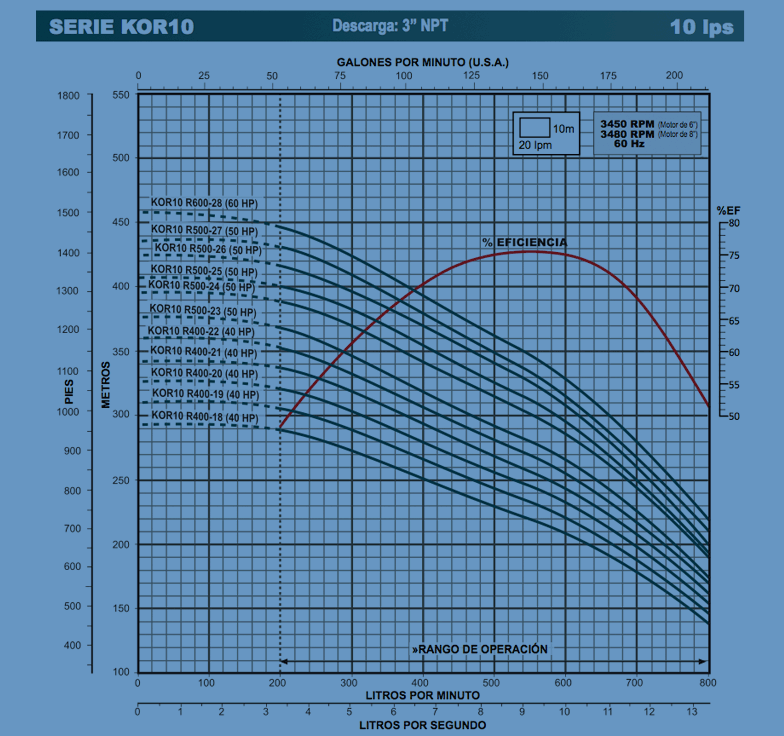 SERIE KOR10
Descarga: 3” NPT
10 lps
GALONES POR MINUTO (U.S.A.)
0 25 50 75 100 125 150 175 200
1800
1700
1600
1500
1400
1300
1200
1100
1000
900
800
700
600
500
400
PIES
550
500
450
400
350
300
250
200
150
100
METROS
10m
20 lpm
3450 RPM (Motor de 6")
3480 RPM (Motor de 8")
60 Hz
KOR10 R600-28 (60 HP)
KOR10 R500-27 (50 HP)
KOR10 R500-26 (50 HP)
KOR10 R500-25 (50 HP)
KOR10 R500-24 (50 HP)
KOR10 R500-23 (50 HP)
KOR10 R400-22 (40 HP)
KOR10 R400-21 (40 HP)
KOR10 R400-20 (40 HP)
KOR10 R400-19 (40 HP)
KOR10 R400-18 (40 HP)
% EFICIENCIA
%EF
80
75
70
65
60
55
50
»RANGO DE OPERACIÓN
0 100 200 300 400 500 600 700 800
LITROS POR MINUTO
0 1 2 3 4 5 6 7 8 9 10 11 12 13
LITROS POR SEGUNDO